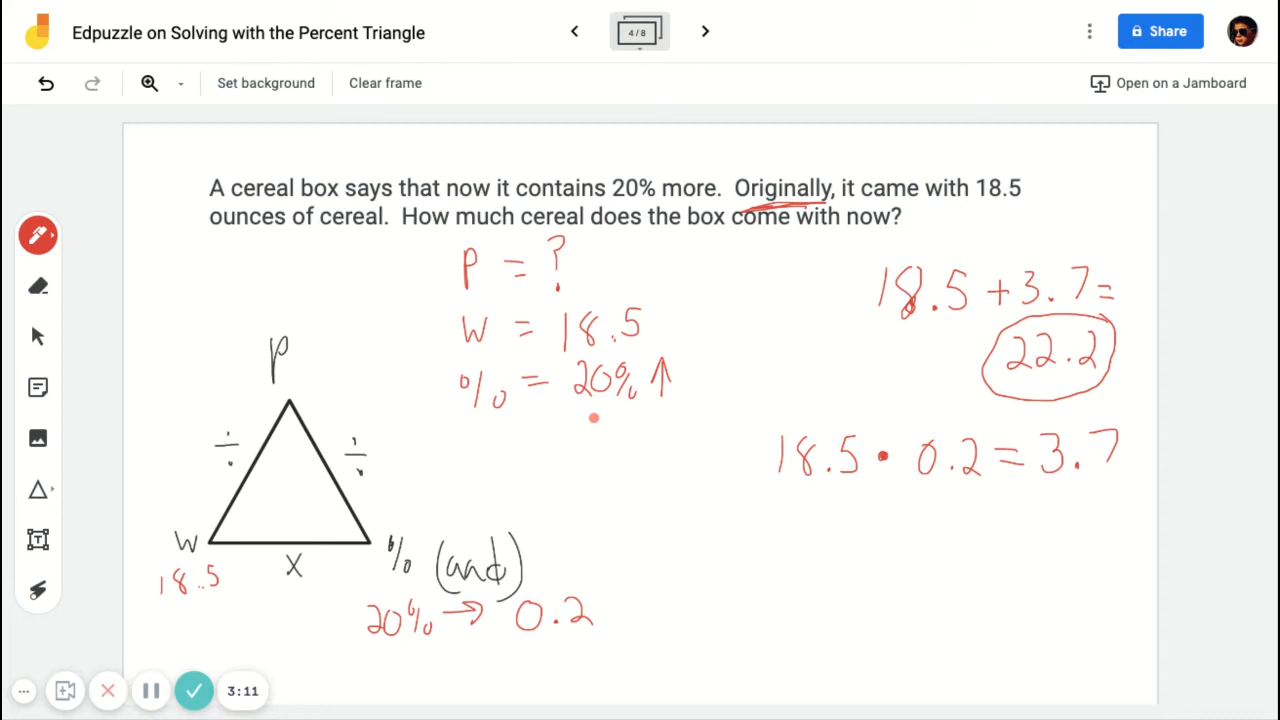 Edpuzzle on Solving with the Percent Triangle
4 / 8
Share
Set background
Clear frame
Open on a Jamboard
A cereal box says that now it contains 20% more. Originally, it came with 18.5
ounces of cereal. How much cereal does the box come with now?
P = ?
W = 18.5
% = 20% ↑
18.5 + 3.7 =
22.2
18.5 • 0.2 = 3.7
P
÷ ÷
W % (and)
X
18.5
20% → 0.2
3:11